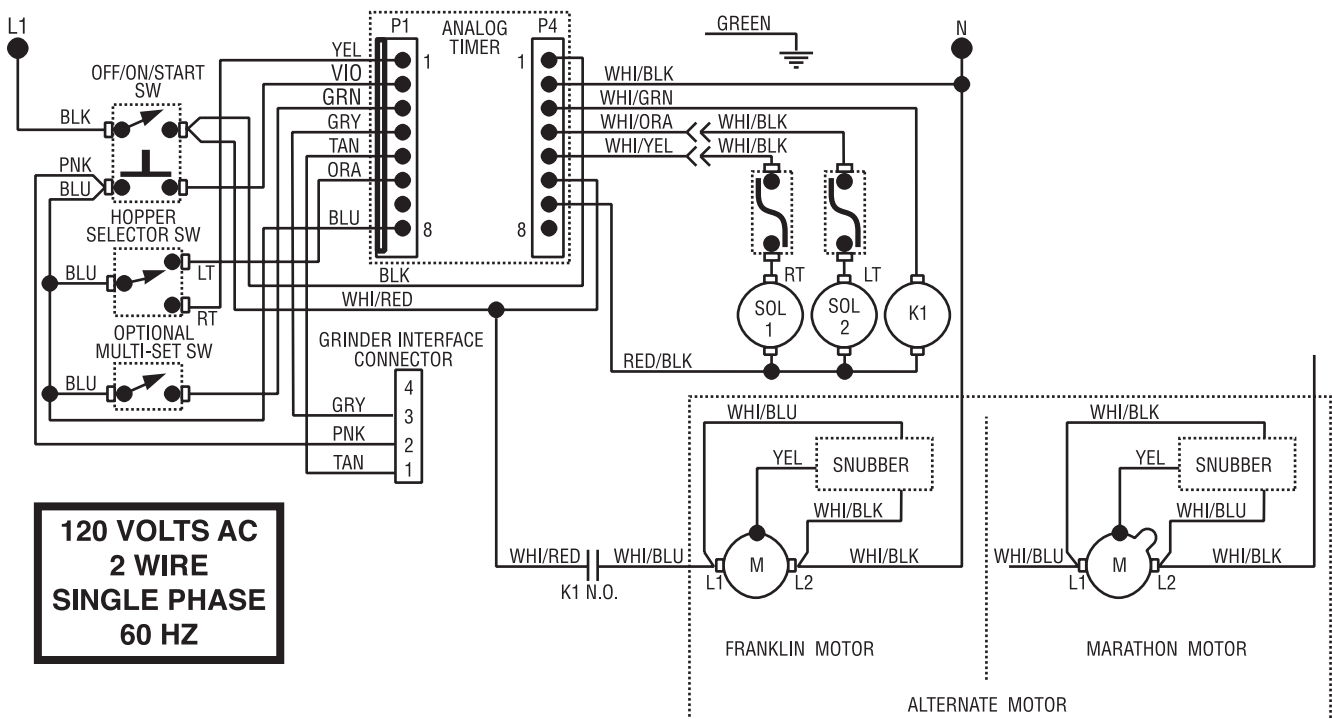 L1
OFF/ON/START
SW
BLK
PNK
BLU
HOPPER
SELECTOR SW
BLU
LT
RT
OPTIONAL
MULTI-SET SW
BLU
P1
ANALOG
TIMER
P4
YEL
1
VIO
GRN
GRY
TAN
ORA
BLU
8
1
8
GREEN
N
WHI/BLK
WHI/GRN
WHI/ORA
WHI/BLK
WHI/YEL
WHI/BLK
BLK
WHI/RED
RT
LT
SOL
1
SOL
2
K1
RED/BLK
GRINDER INTERFACE
CONNECTOR
4
GRY
3
PNK
2
TAN
1
120 VOLTS AC
2 WIRE
SINGLE PHASE
60 HZ
WHI/RED
WHI/BLU
K1 N.O.
WHI/BLU
YEL
SNUBBER
WHI/BLK
M
L1
L2
WHI/BLK
FRANKLIN MOTOR
WHI/BLK
YEL
SNUBBER
WHI/BLU
WHI/BLU
M
L1
L2
WHI/BLK
MARATHON MOTOR
ALTERNATE MOTOR